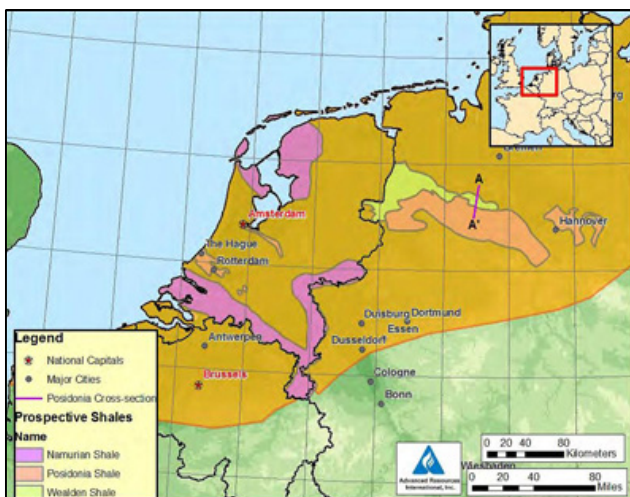 Bremen
A
A'
Hannover
Amsterdam
The Hague
Rotterdam
Duisburg
Dortmund
Essen
Dusseldorf
Antwerpen
Brussels
Cologne
Bonn
Legend
National Capitals
Major Cities
Posidonia Cross-section
Prospective Shales
Name
Namurian Shale
Posidonia Shale
Wealden Shale
Advanced Resources
International, Inc.
0 20 40 80
Kilometers
Wiesbaden
0 20 40 80
Miles